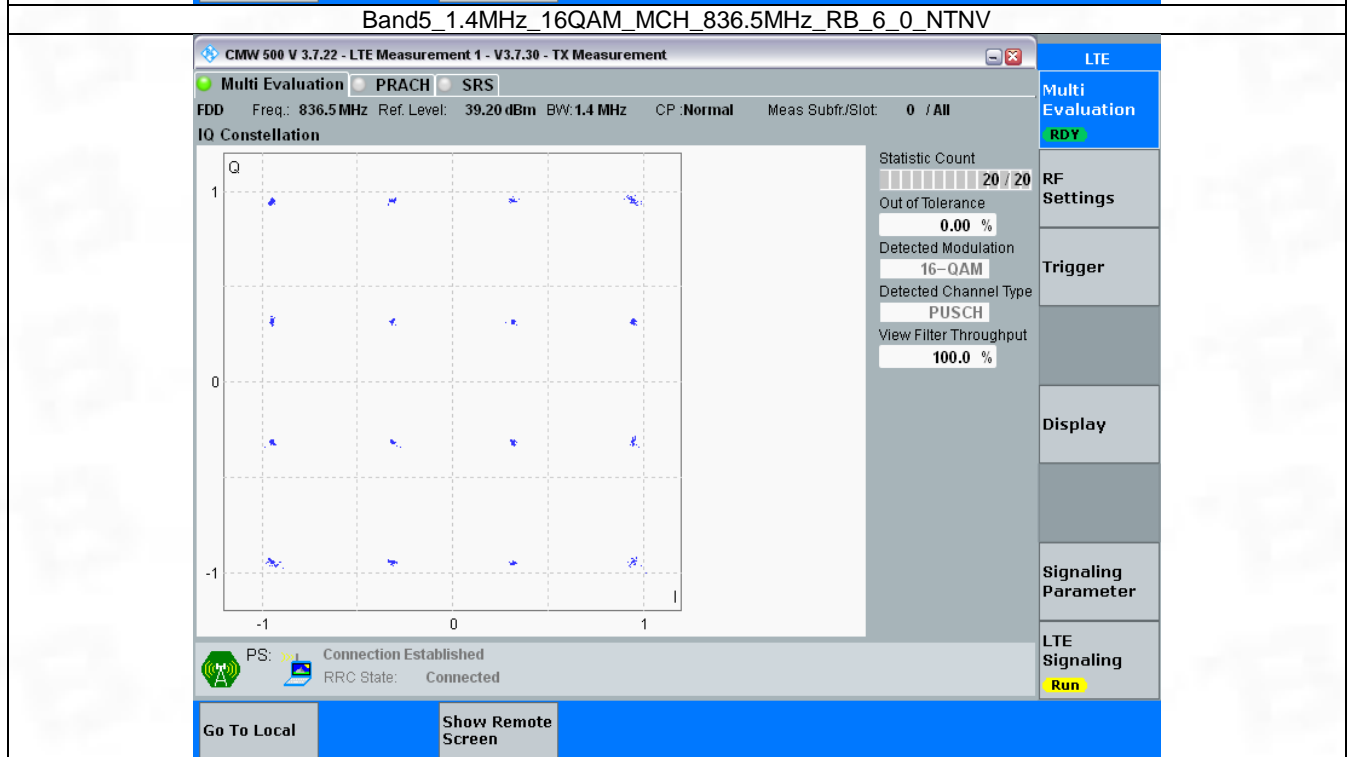 Band5_1.4MHz_16QAM_MCH_836.5MHz_RB_6_0_NTNV
CMW 500 V 3.7.22 - LTE Measurement 1 - V3.7.30 - TX Measurement
LTE
Multi Evaluation PRACH SRS
Multi
Evaluation
RDY
FDD Freq.: 836.5 MHz Ref. Level: 39.20 dBm BW: 1.4 MHz CP :Normal Meas Subfr./Slot: 0 / All
IQ Constellation
Q
1
0
-1
I
-1 0 1
Statistic Count
20 / 20
Out of Tolerance
0.00 %
Detected Modulation
16-QAM
Detected Channel Type
PUSCH
View Filter Throughput
100.0 %
RF
Settings
Trigger
Display
Signaling
Parameter
LTE
Signaling
Run
PS: Connection Established
RRC State: Connected
Go To Local
Show Remote
Screen